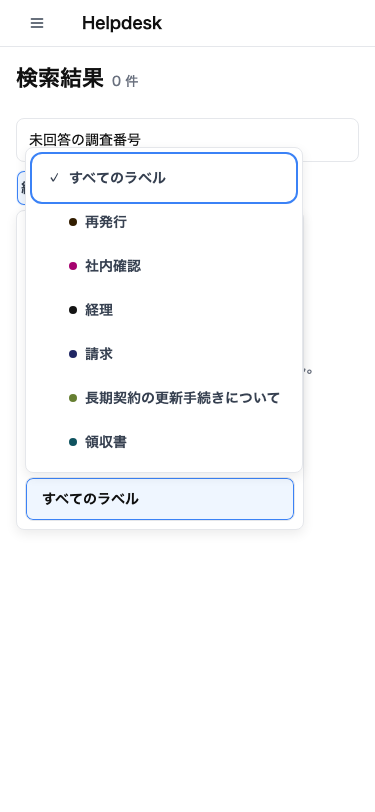 Helpdesk
検索結果 0 件
未回答の調査番号
✓ すべてのラベル
再発行
社内確認
経理
請求
長期契約の更新手続きについて
領収書
すべてのラベル